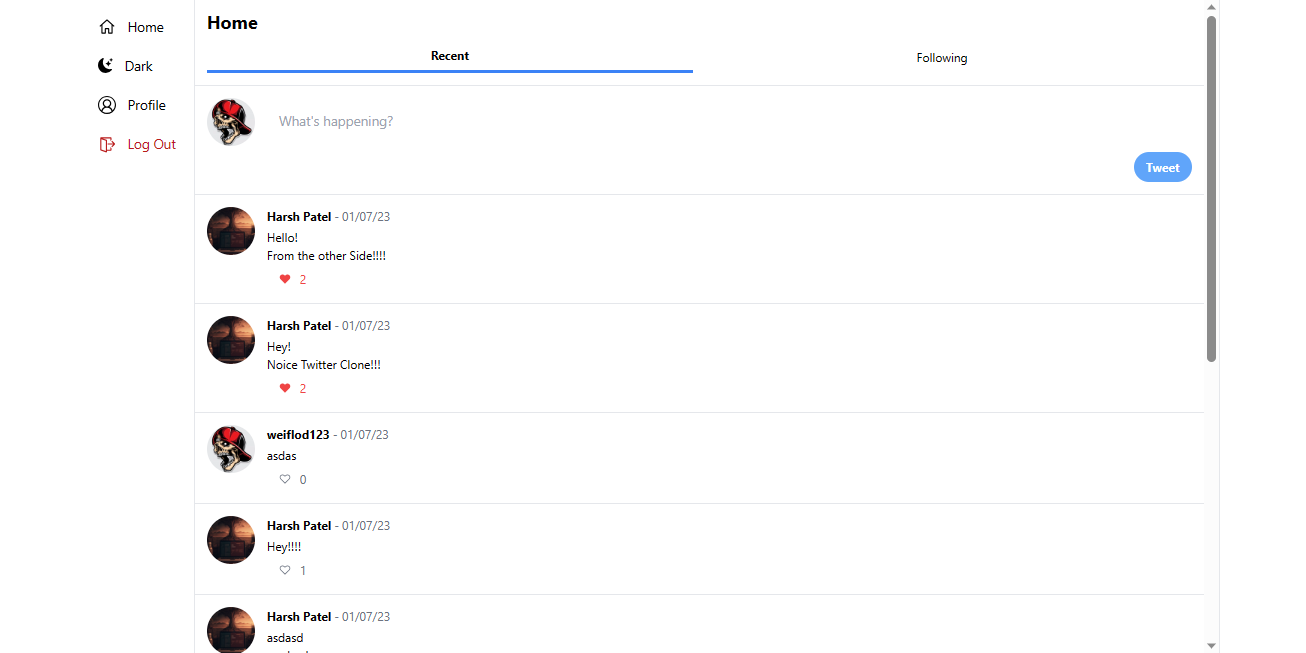 Home
Dark
Profile
Log Out
Home
Recent
Following
What's happening?
Tweet
Harsh Patel - 01/07/23
Hello!
From the other Side!!!!
2
Harsh Patel - 01/07/23
Hey!
Noice Twitter Clone!!!
2
weiflod123 - 01/07/23
asdas
0
Harsh Patel - 01/07/23
Hey!!!!
1
Harsh Patel - 01/07/23
asdasd